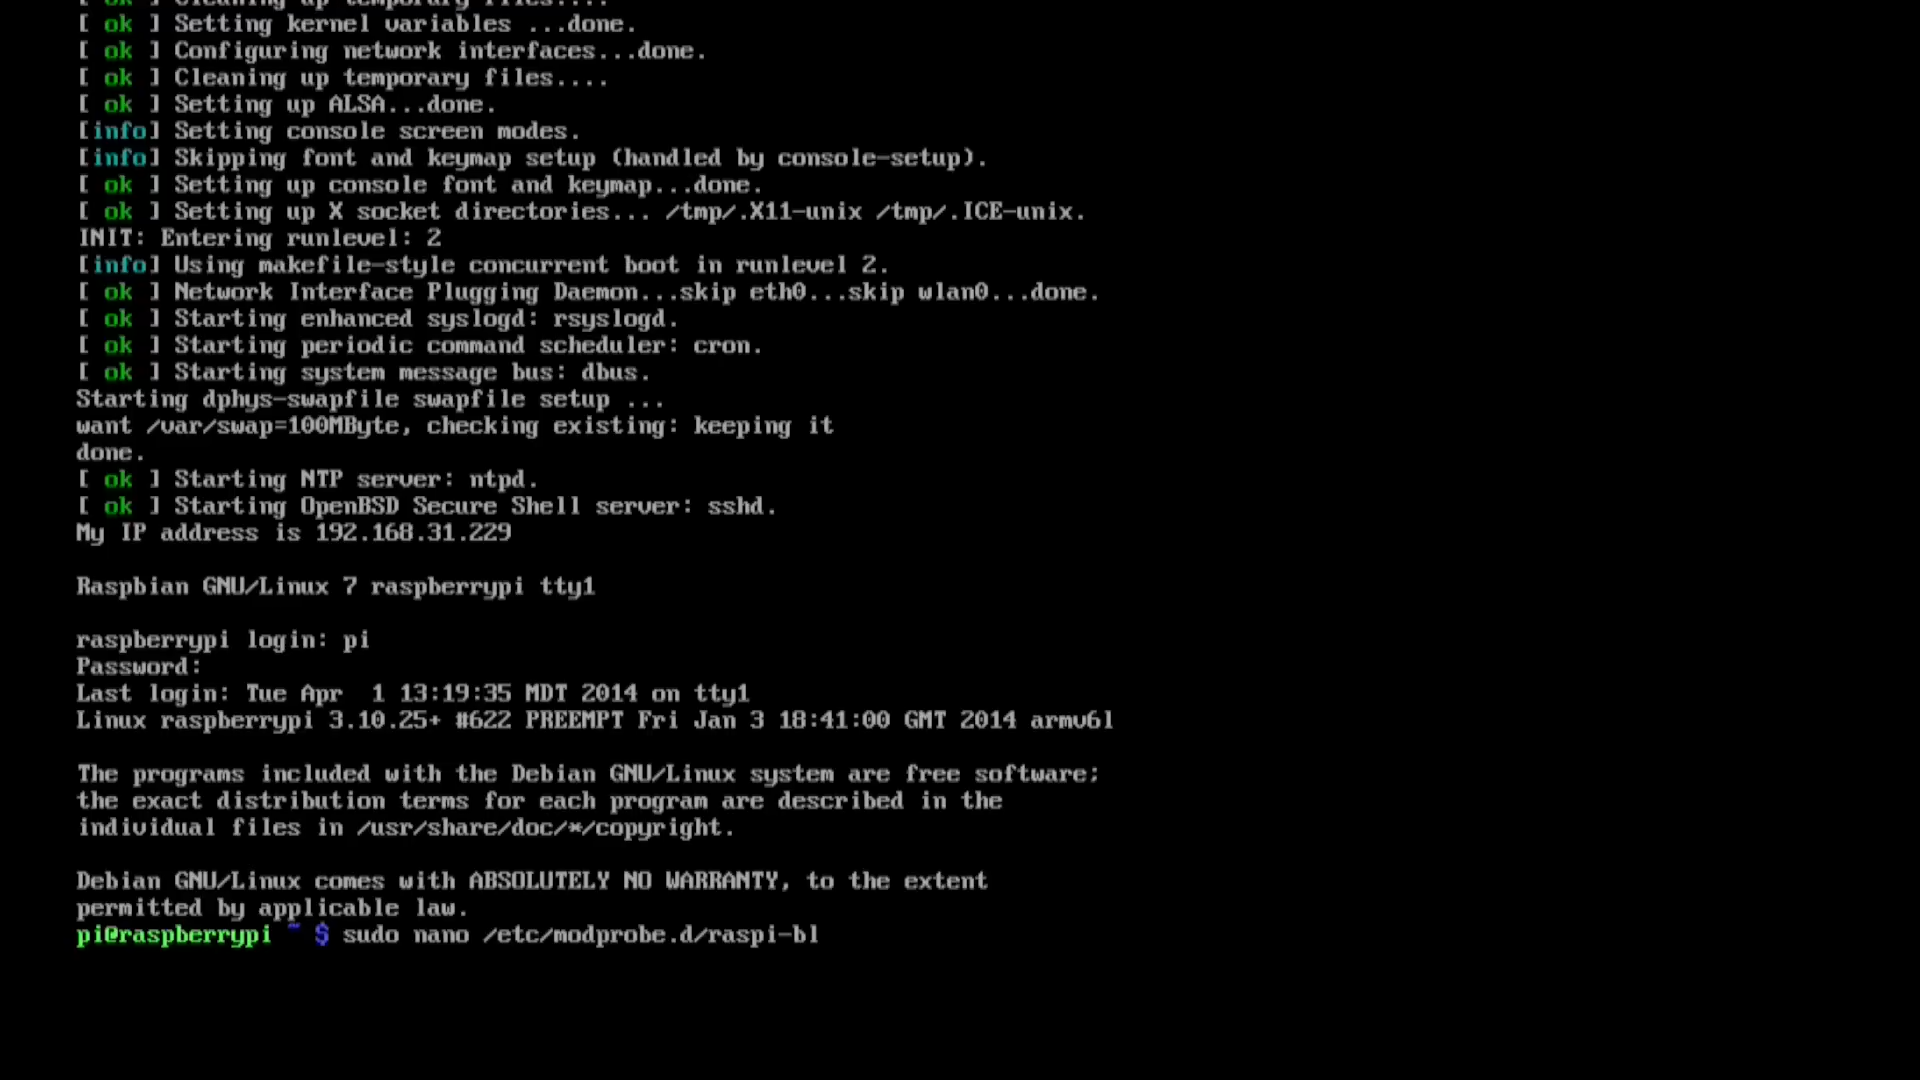 [ ok ] Cleaning up temporary files....
[ ok ] Setting kernel variables ...done.
[ ok ] Configuring network interfaces...done.
[ ok ] Cleaning up temporary files....
[ ok ] Setting up ALSA...done.
[info] Setting console screen modes.
[info] Skipping font and keymap setup (handled by console-setup).
[ ok ] Setting up console font and keymap...done.
[ ok ] Setting up X socket directories... /tmp/.X11-unix /tmp/.ICE-unix.
INIT: Entering runlevel: 2
[info] Using makefile-style concurrent boot in runlevel 2.
[ ok ] Network Interface Plugging Daemon...skip eth0...skip wlan0...done.
[ ok ] Starting enhanced syslogd: rsyslogd.
[ ok ] Starting periodic command scheduler: cron.
[ ok ] Starting system message bus: dbus.
Starting dphys-swapfile swapfile setup ...
want /var/swap=100MByte, checking existing: keeping it
done.
[ ok ] Starting NTP server: ntpd.
[ ok ] Starting OpenBSD Secure Shell server: sshd.
My IP address is 192.168.31.229
Raspbian GNU/Linux 7 raspberrypi tty1
raspberrypi login: pi
Password:
Last login: Tue Apr  1 13:19:35 MDT 2014 on tty1
Linux raspberrypi 3.10.25+ #622 PREEMPT Fri Jan 3 18:41:00 GMT 2014 armv6l
The programs included with the Debian GNU/Linux system are free software;
the exact distribution terms for each program are described in the
individual files in /usr/share/doc/*/copyright.
Debian GNU/Linux comes with ABSOLUTELY NO WARRANTY, to the extent
permitted by applicable law.
pi@raspberrypi ~ $ sudo nano /etc/modprobe.d/raspi-bl